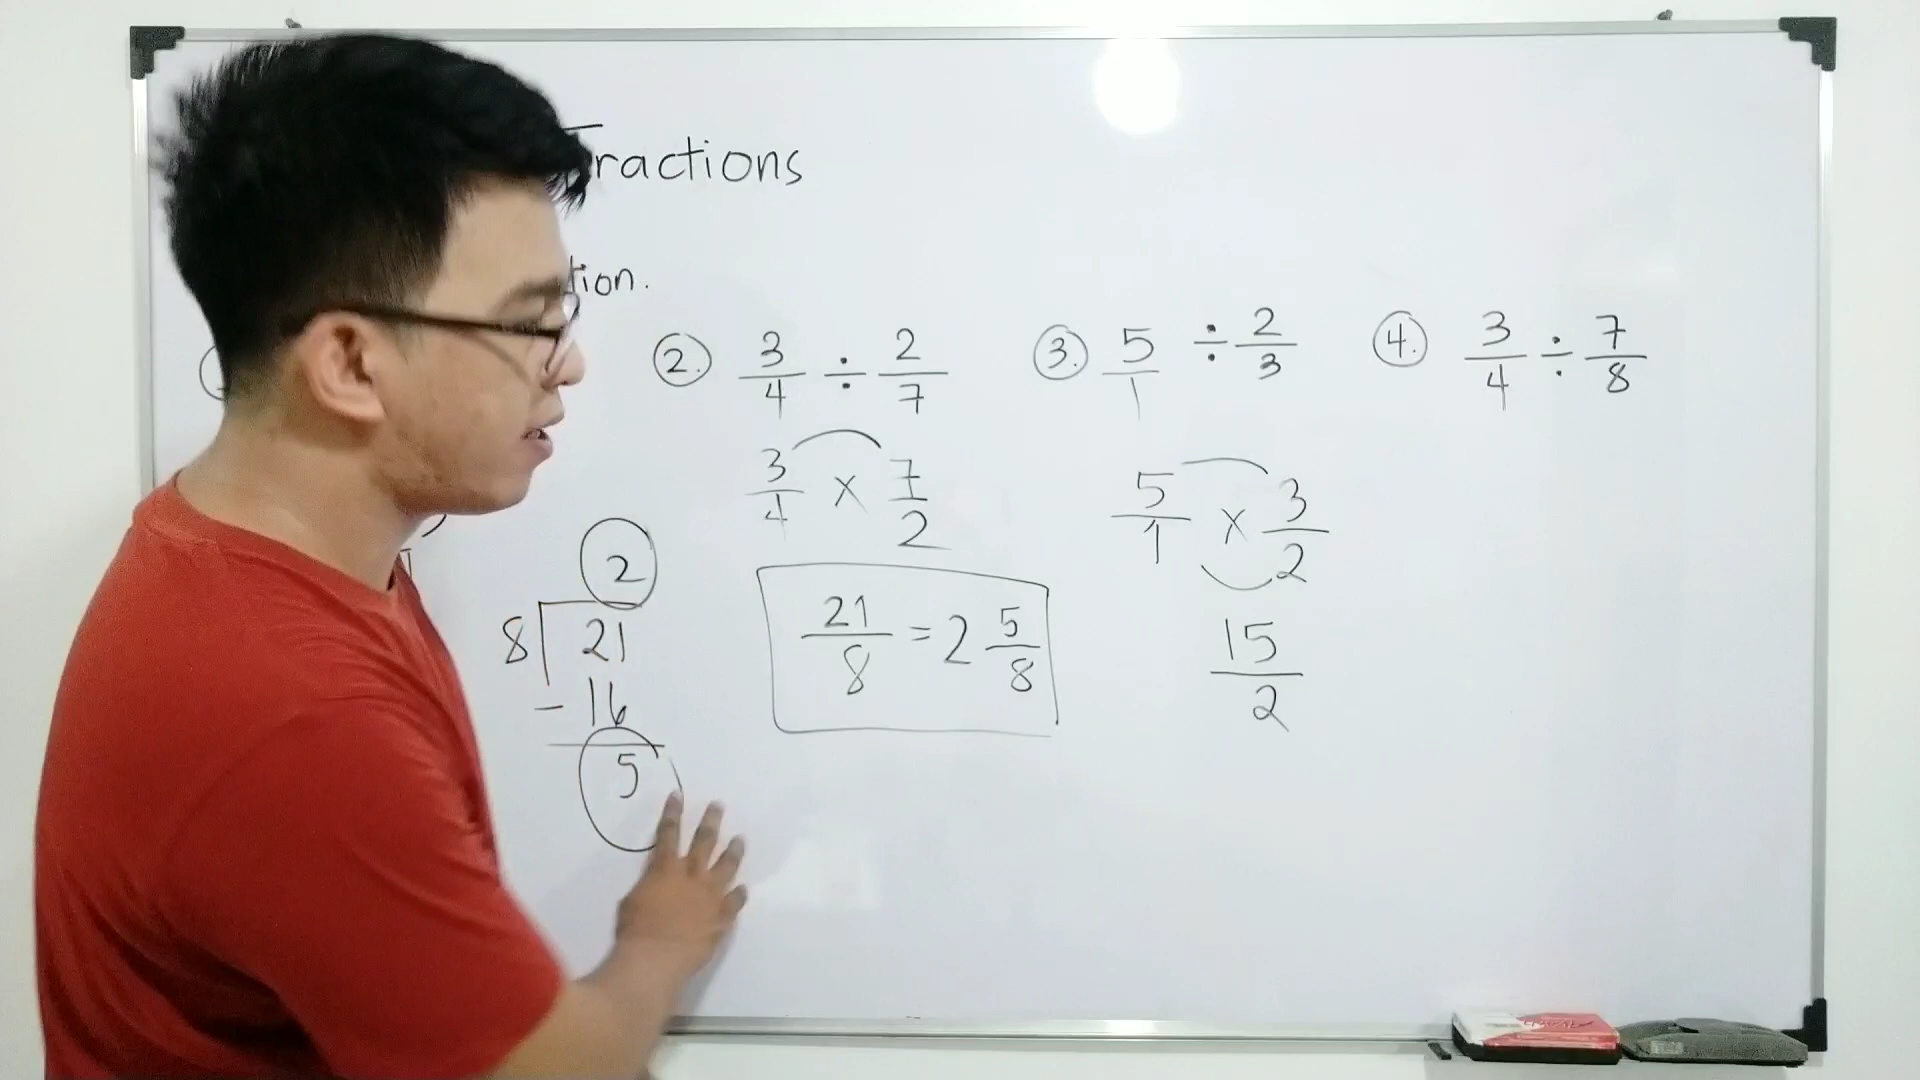 ractions
tion.
2. 3/4 ÷ 2/7
3/4 x 7/2
21/8 = 2 5/8
2
8 21
- 16
5
3. 5/1 ÷ 2/3
5/1 x 3/2
15/2
4. 3/4 ÷ 7/8